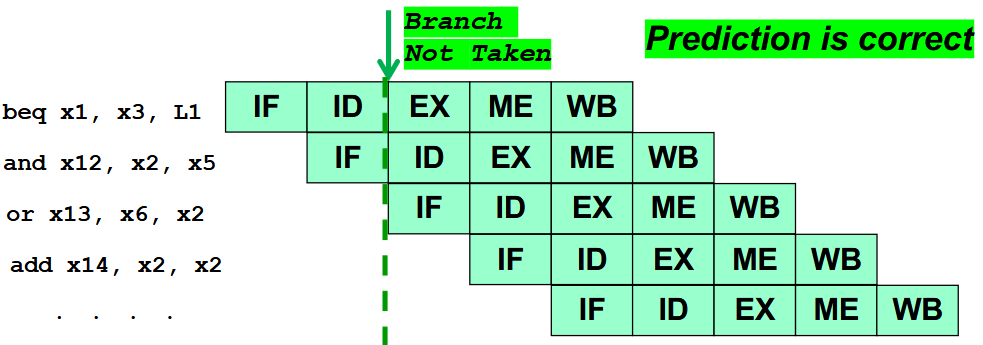 Branch
Not Taken
Prediction is correct
beq x1, x3, L1 IF ID EX ME WB
and x12, x2, x5 IF ID EX ME WB
or x13, x6, x2 IF ID EX ME WB
add x14, x2, x2 IF ID EX ME WB
. . . . IF ID EX ME WB